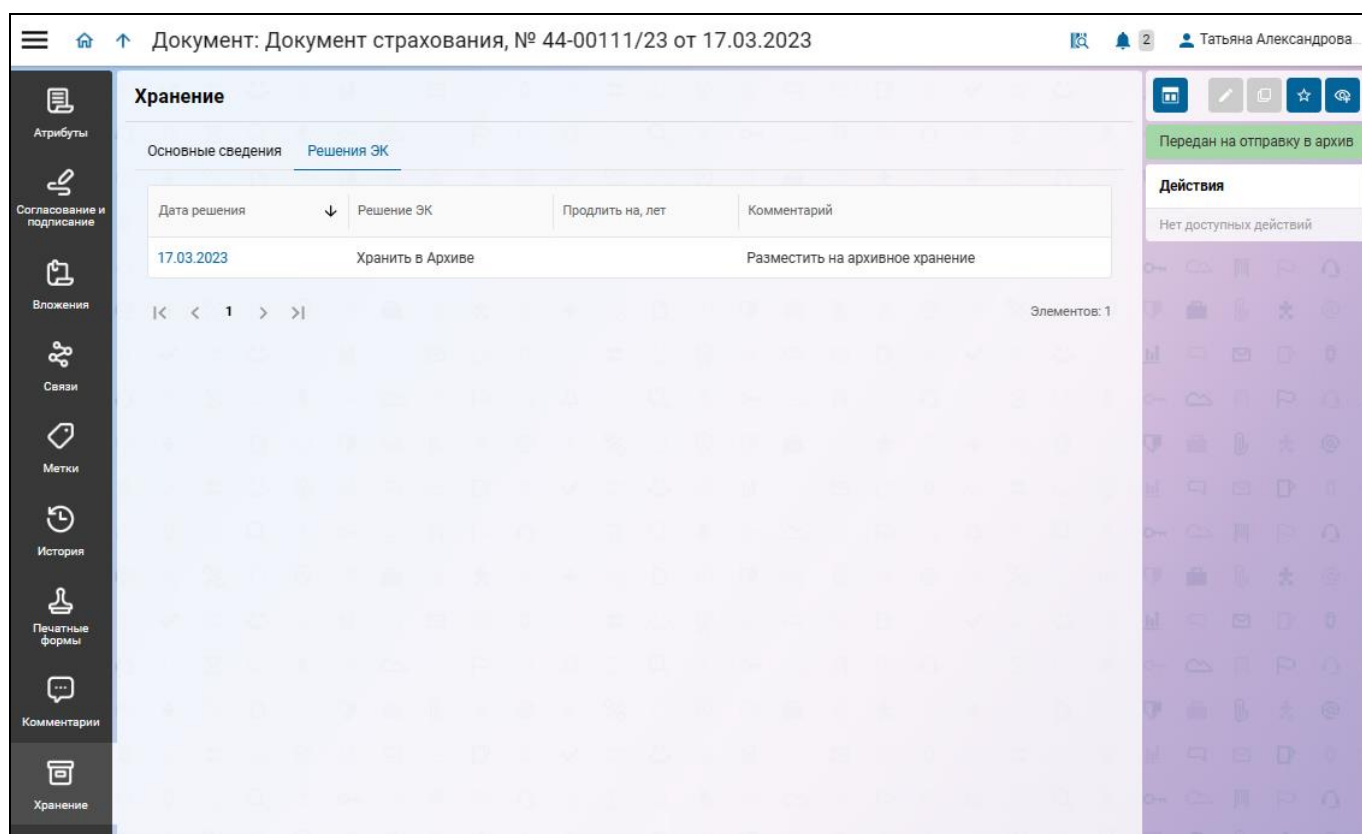 Документ: Документ страхования, № 44-00111/23 от 17.03.2023
2
Татьяна Александрова...
Атрибуты
Согласование и
подписание
Вложения
Связи
Метки
История
Печатные
формы
Комментарии
Хранение
Хранение
Основные сведения Решения ЭК
Дата решения Решение ЭК Продлить на, лет Комментарий
17.03.2023 Хранить в Архиве Разместить на архивное хранение
1
Элементов: 1
Передан на отправку в архив
Действия
Нет доступных действий